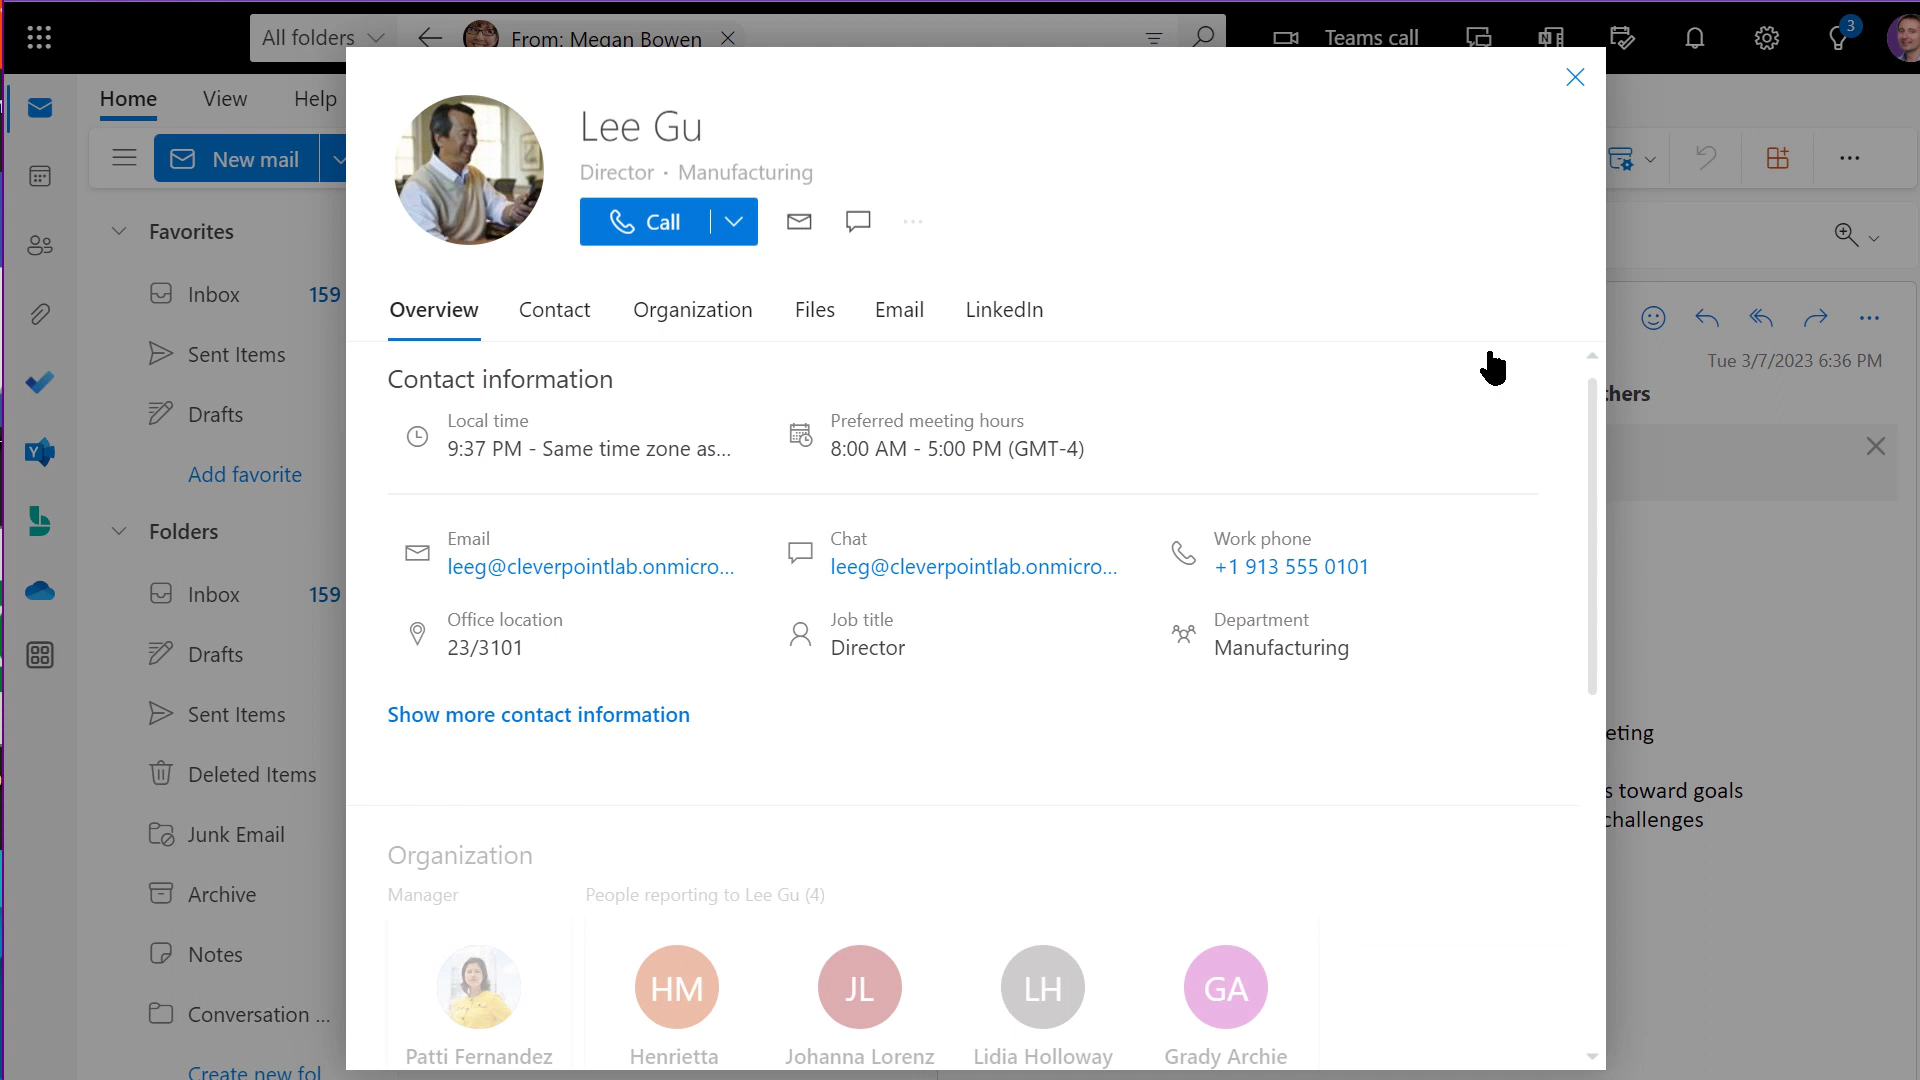 All folders
From: Megan Bowen
Teams call
3
Home View Help
New mail
Favorites
Inbox 159
Sent Items
Drafts
Add favorite
Folders
Inbox 159
Drafts
Sent Items
Deleted Items
Junk Email
Archive
Notes
Conversation ...
Create new fol
Lee Gu
Director · Manufacturing
Call
Overview Contact Organization Files Email LinkedIn
Contact information
Local time
9:37 PM - Same time zone as...
Preferred meeting hours
8:00 AM - 5:00 PM (GMT-4)
Email
leeg@cleverpointlab.onmicro...
Chat
leeg@cleverpointlab.onmicro...
Work phone
+1 913 555 0101
Office location
23/3101
Job title
Director
Department
Manufacturing
Show more contact information
Organization
Manager
People reporting to Lee Gu (4)
HM JL LH GA
Patti Fernandez Henrietta Johanna Lorenz Lidia Holloway Grady Archie
Tue 3/7/2023 6:36 PM
hers
eting
s toward goals
challenges